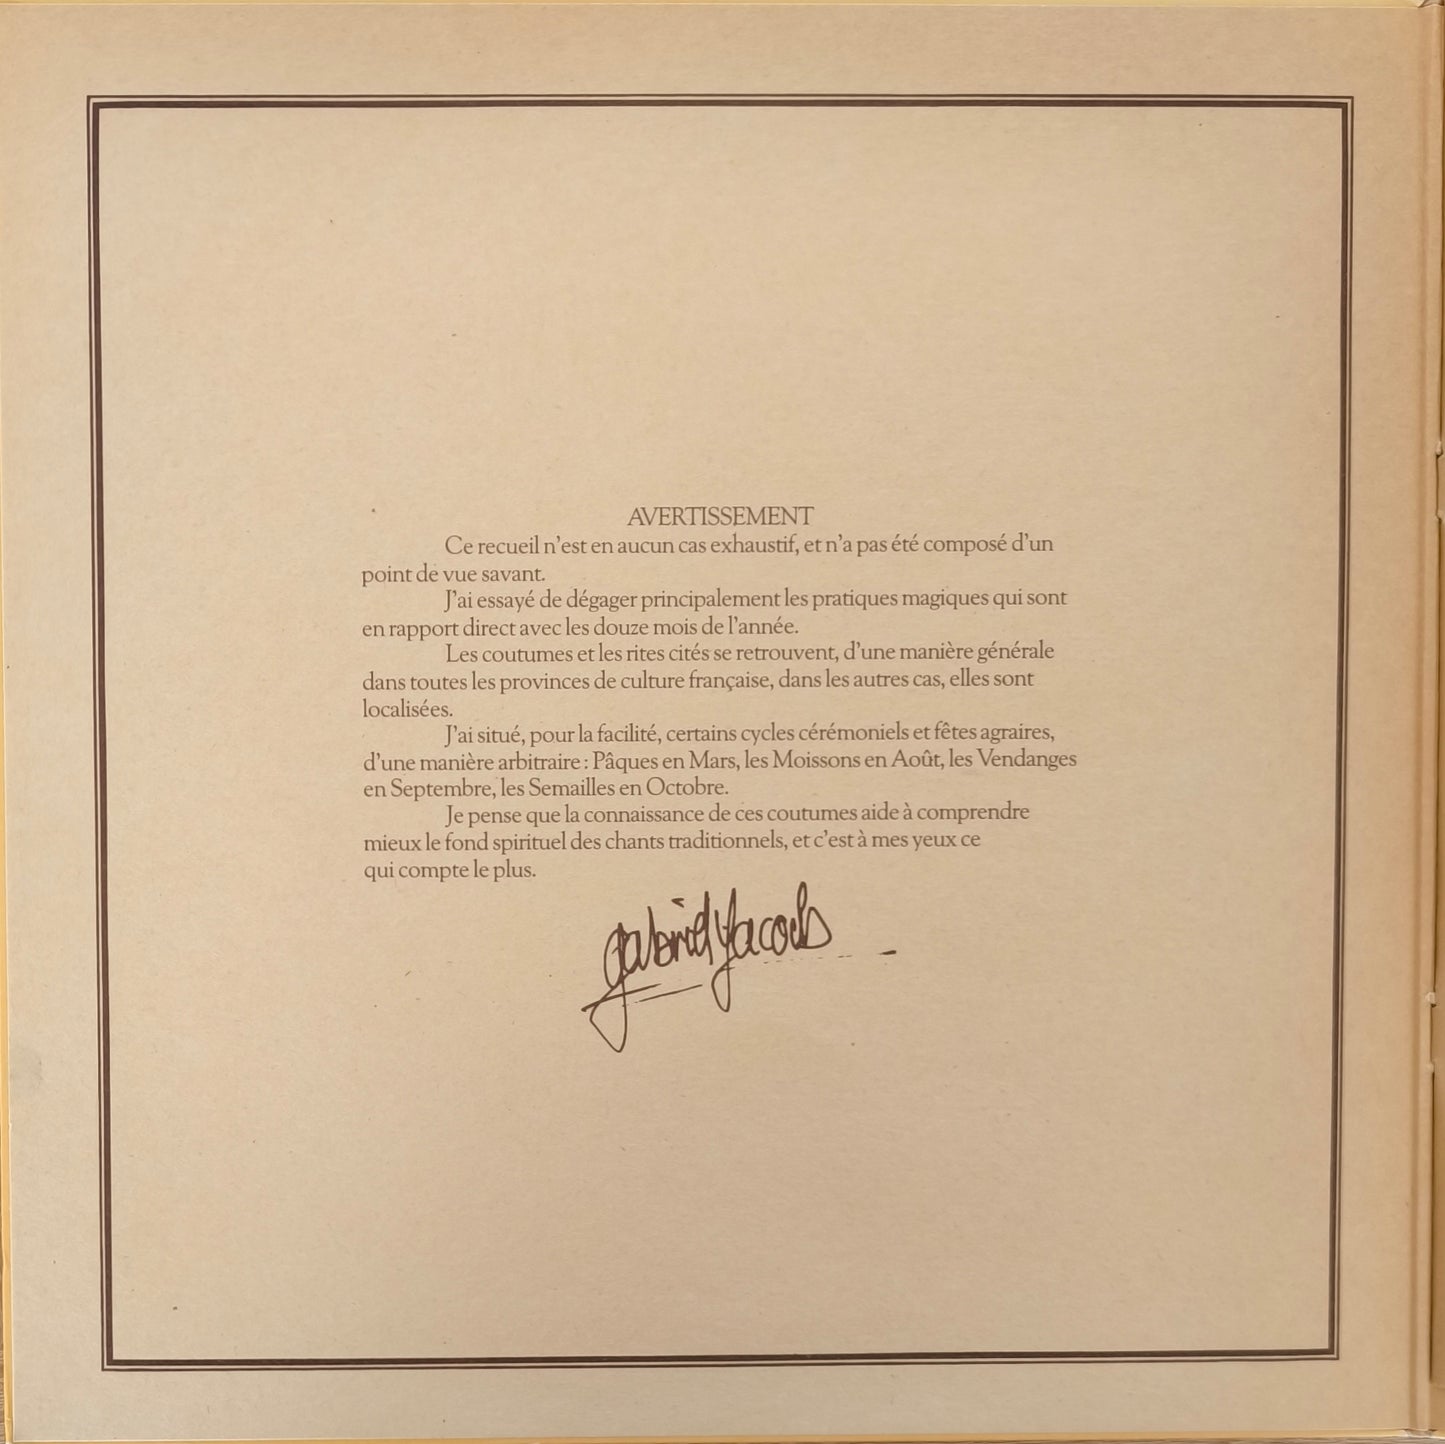 AVERTISSEMENT
Ce recueil n'est en aucun cas exhaustif, et n'a pas été composé d'un
point de vue savant.
J'ai essayé de dégager principalement les pratiques magiques qui sont
en rapport direct avec les douze mois de l'année.
Les coutumes et les rites cités se retrouvent, d'une manière générale
dans toutes les provinces de culture française, dans les autres cas, elles sont
localisées.
J'ai situé, pour la facilité, certains cycles cérémoniels et fêtes agraires,
d'une manière arbitraire : Pâques en Mars, les Moissons en Août, les Vendanges
en Septembre, les Semailles en Octobre.
Je pense que la connaissance de ces coutumes aide à comprendre
mieux le fond spirituel des chants traditionnels, et c'est à mes yeux ce
qui compte le plus.
gabriel Yacoub